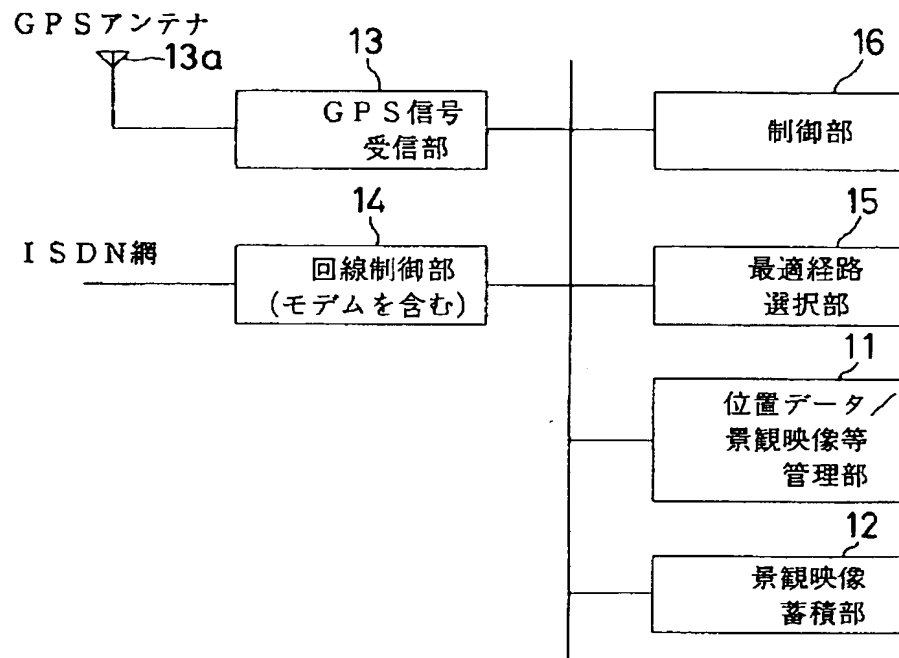 GPSアンテナ
13a
13
GPS信号
受信部
16
制御部
14
ISDN網
回線制御部
(モデムを含む)
15
最適経路
選択部
11
位置データ/
景観映像等
管理部
12
景観映像
蓄積部